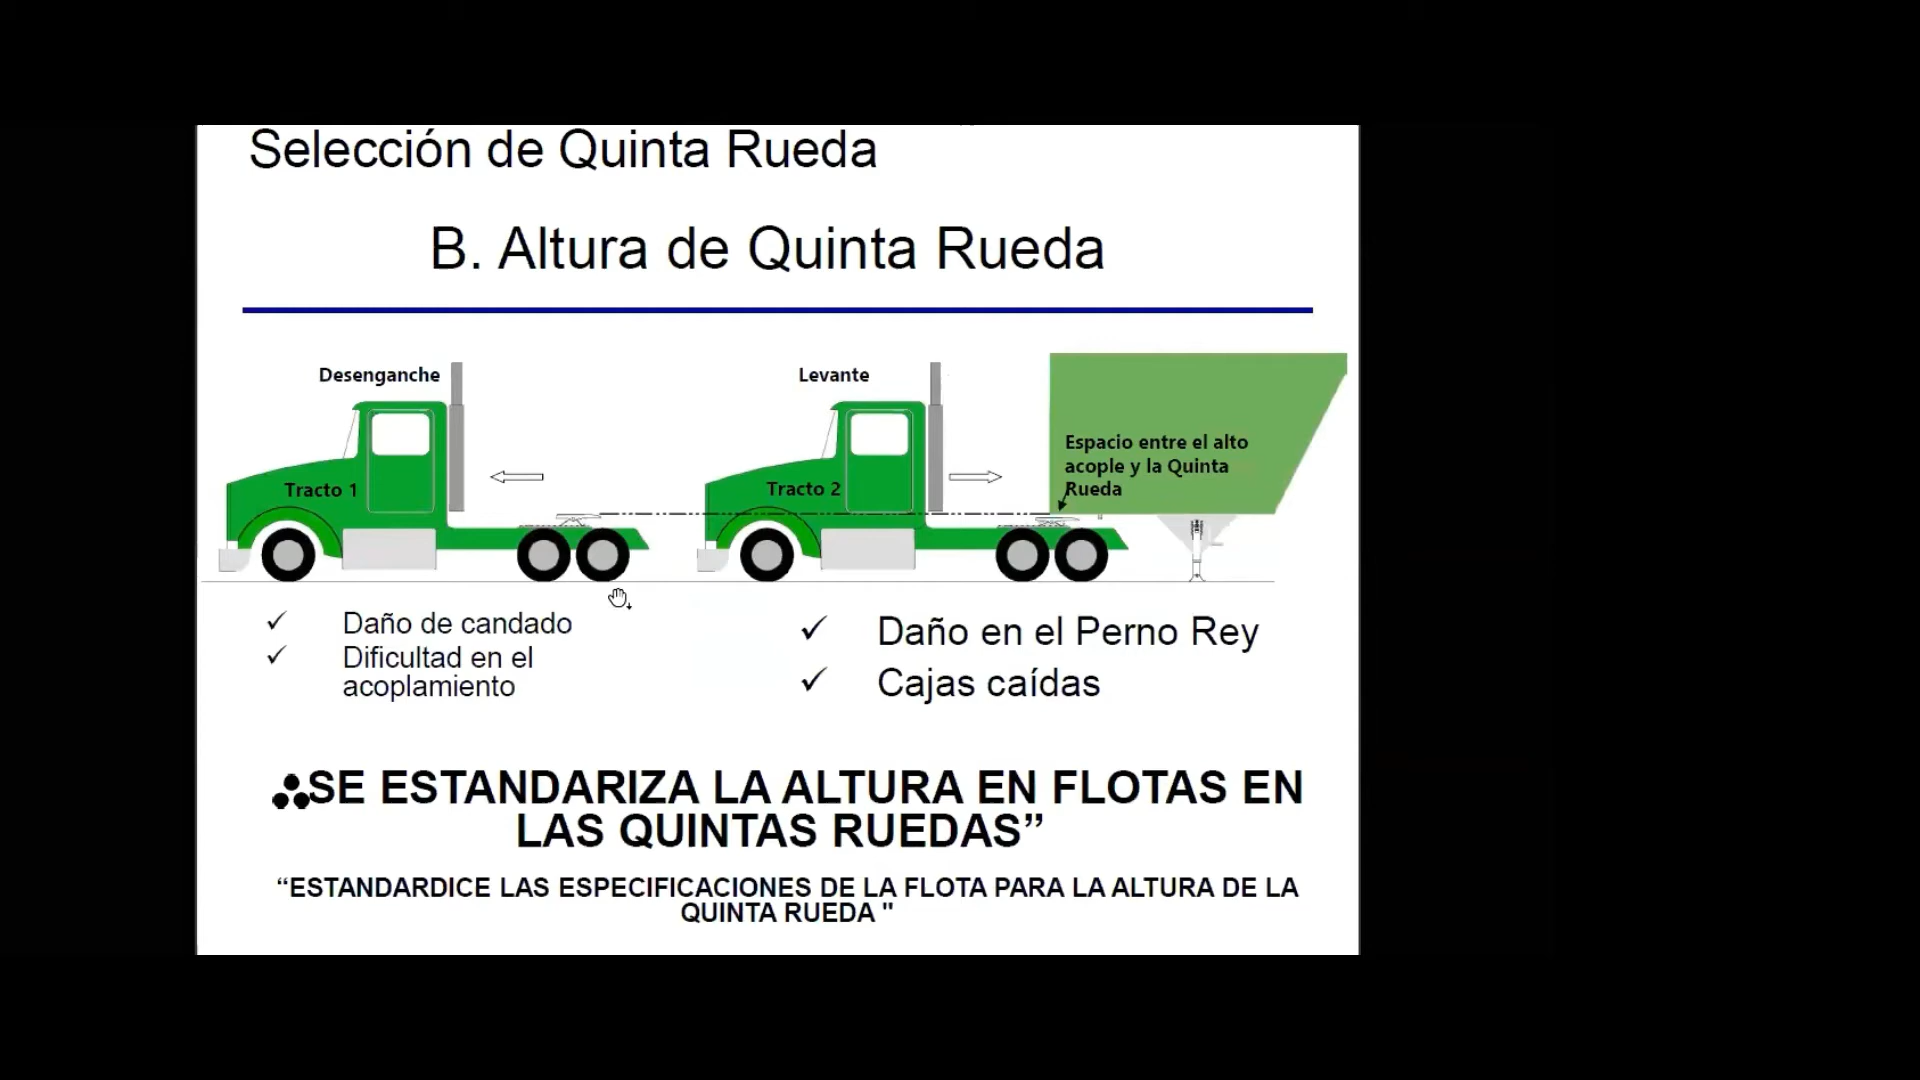 Selección de Quinta Rueda
B. Altura de Quinta Rueda
Desenganche
Levante
Espacio entre el alto
acople y la Quinta
Rueda
Tracto 1
Tracto 2
✓ Daño de candado
✓ Dificultad en el
acoplamiento
✓ Daño en el Perno Rey
✓ Cajas caídas
SE ESTANDARIZA LA ALTURA EN FLOTAS EN
LAS QUINTAS RUEDAS”
“ESTANDARDICE LAS ESPECIFICACIONES DE LA FLOTA PARA LA ALTURA DE LA
QUINTA RUEDA "